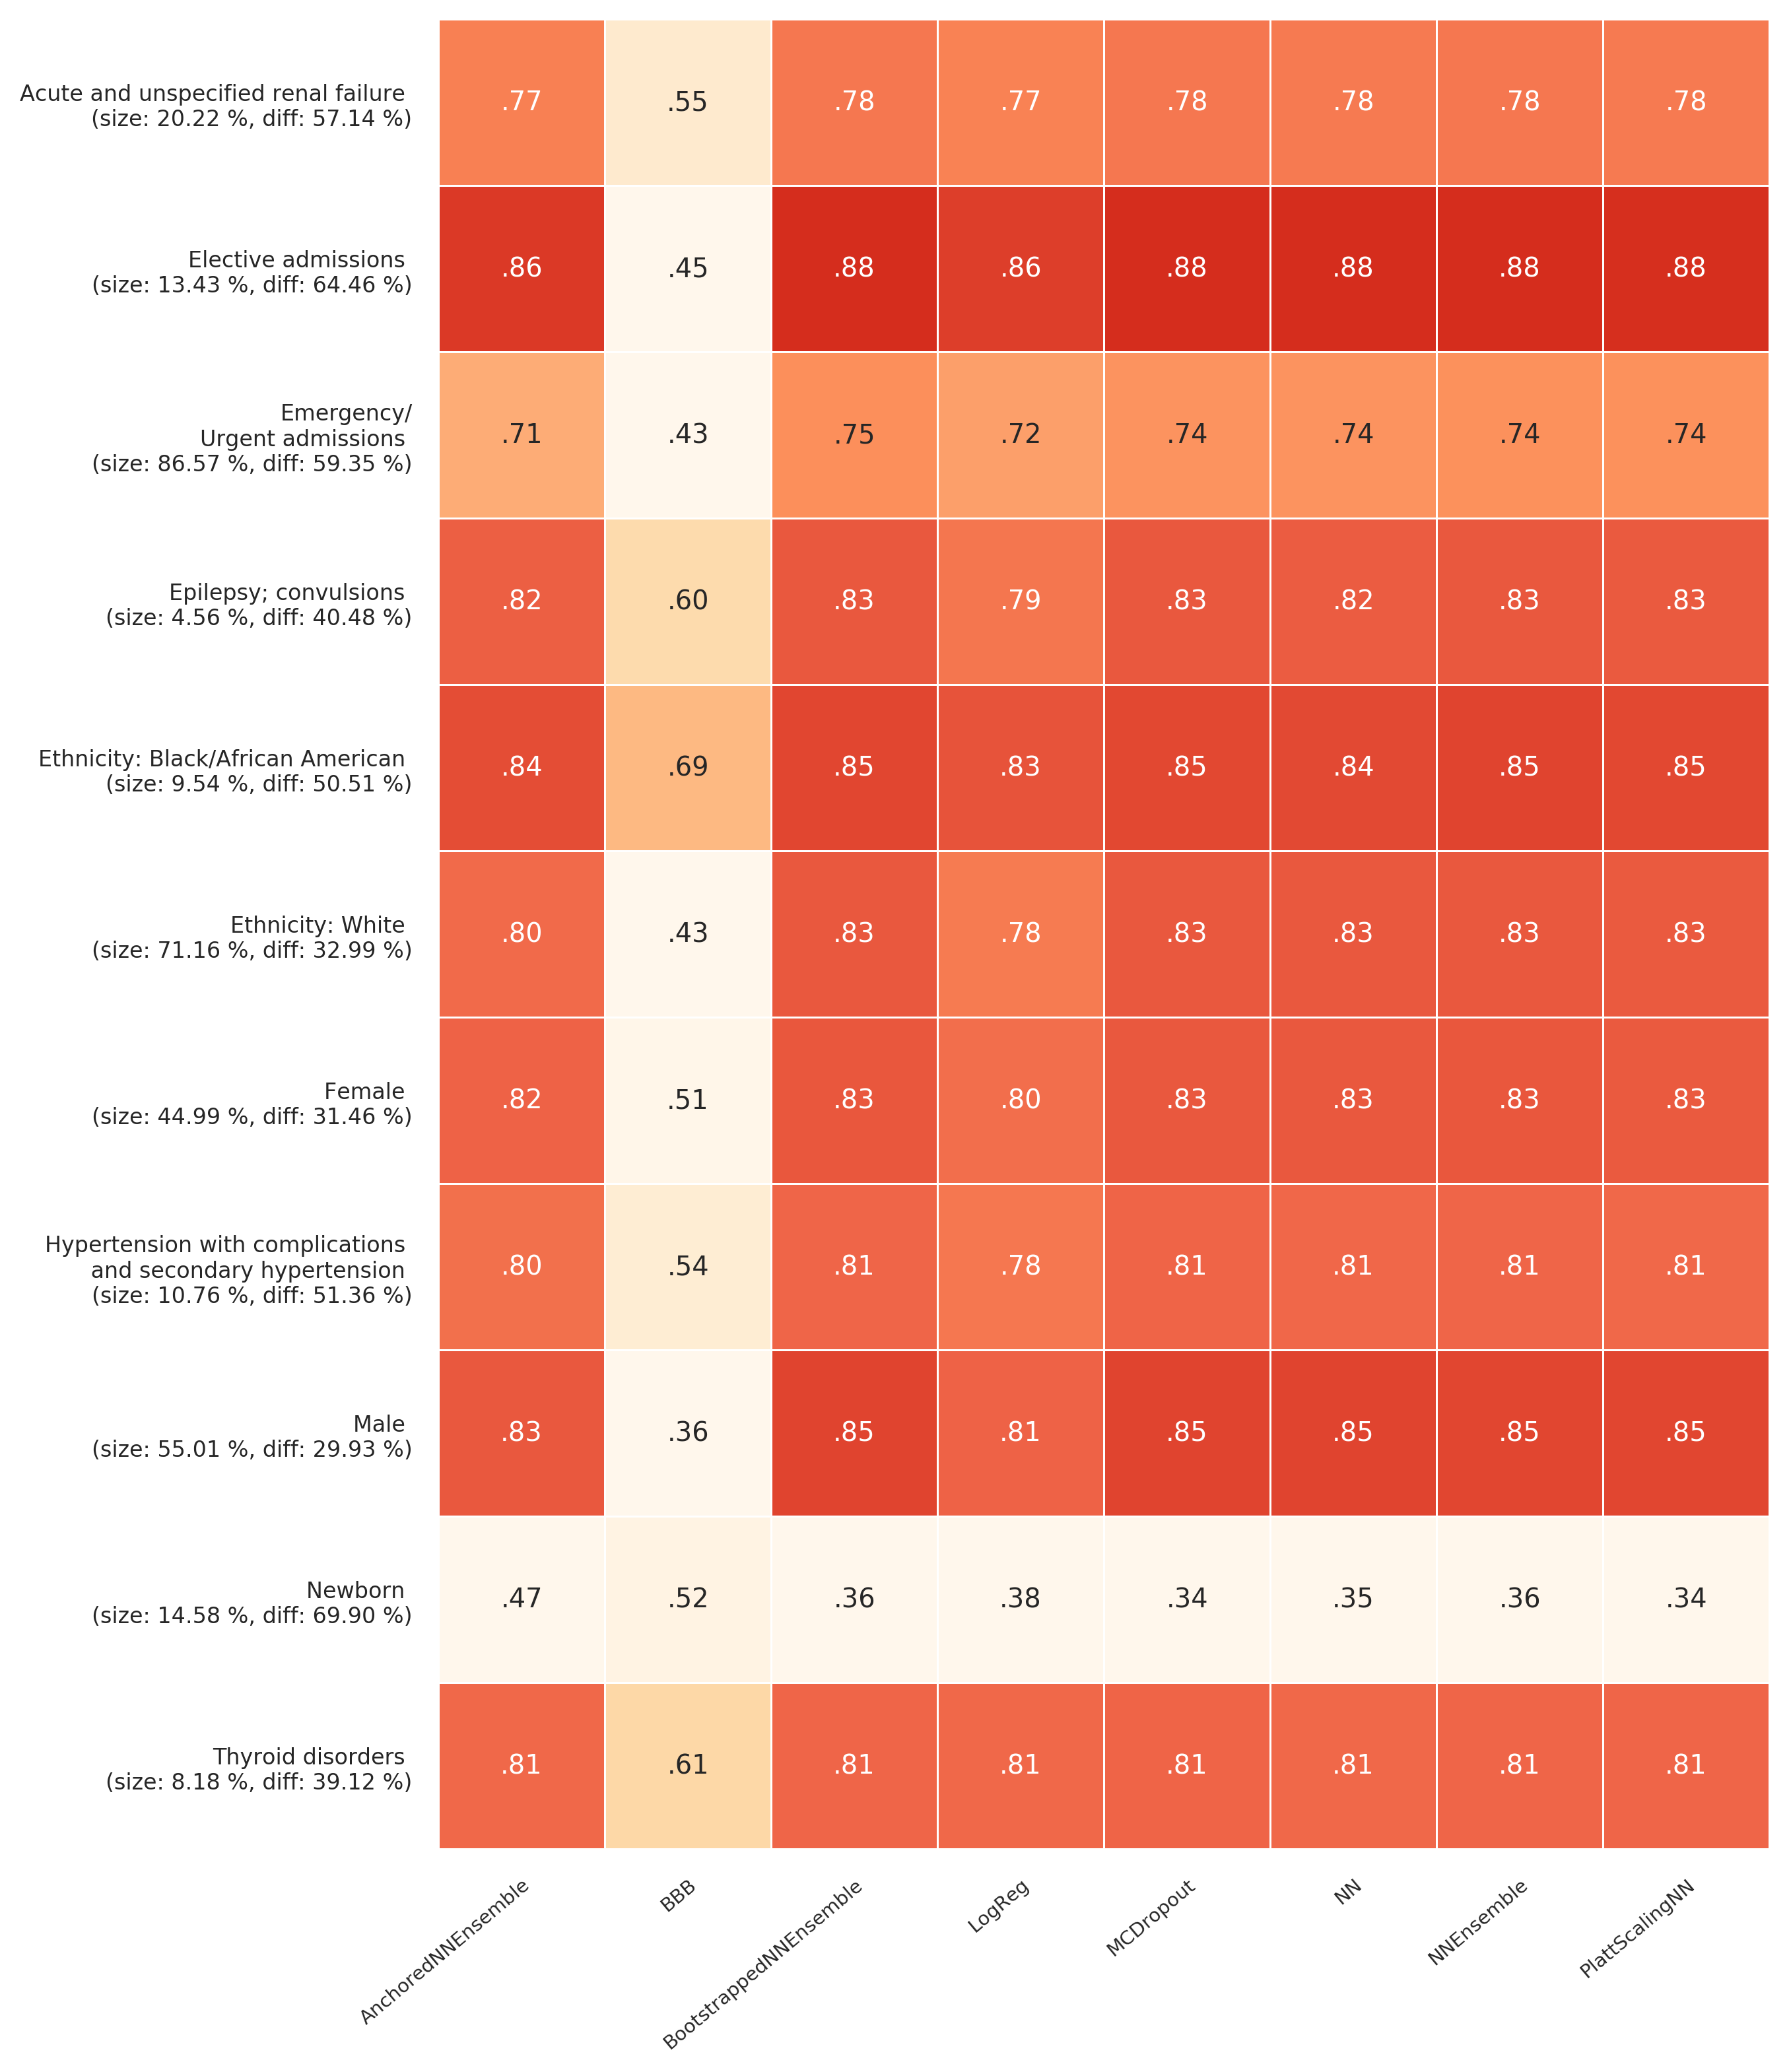 Acute and unspecified renal failure
(size: 20.22 %, diff: 57.14 %)
.77 .55 .78 .77 .78 .78 .78 .78
Elective admissions
(size: 13.43 %, diff: 64.46 %)
.86 .45 .88 .86 .88 .88 .88 .88
Emergency/
Urgent admissions
(size: 86.57 %, diff: 59.35 %)
.71 .43 .75 .72 .74 .74 .74 .74
Epilepsy; convulsions
(size: 4.56 %, diff: 40.48 %)
.82 .60 .83 .79 .83 .82 .83 .83
Ethnicity: Black/African American
(size: 9.54 %, diff: 50.51 %)
.84 .69 .85 .83 .85 .84 .85 .85
Ethnicity: White
(size: 71.16 %, diff: 32.99 %)
.80 .43 .83 .78 .83 .83 .83 .83
Female
(size: 44.99 %, diff: 31.46 %)
.82 .51 .83 .80 .83 .83 .83 .83
Hypertension with complications
and secondary hypertension
(size: 10.76 %, diff: 51.36 %)
.80 .54 .81 .78 .81 .81 .81 .81
Male
(size: 55.01 %, diff: 29.93 %)
.83 .36 .85 .81 .85 .85 .85 .85
Newborn
(size: 14.58 %, diff: 69.90 %)
.47 .52 .36 .38 .34 .35 .36 .34
Thyroid disorders
(size: 8.18 %, diff: 39.12 %)
.81 .61 .81 .81 .81 .81 .81 .81
AnchoredNNEnsemble
BBB
BootstrappedNNEnsemble
LogReg
MCDropout
NN
NNEnsemble
PlattScalingNN